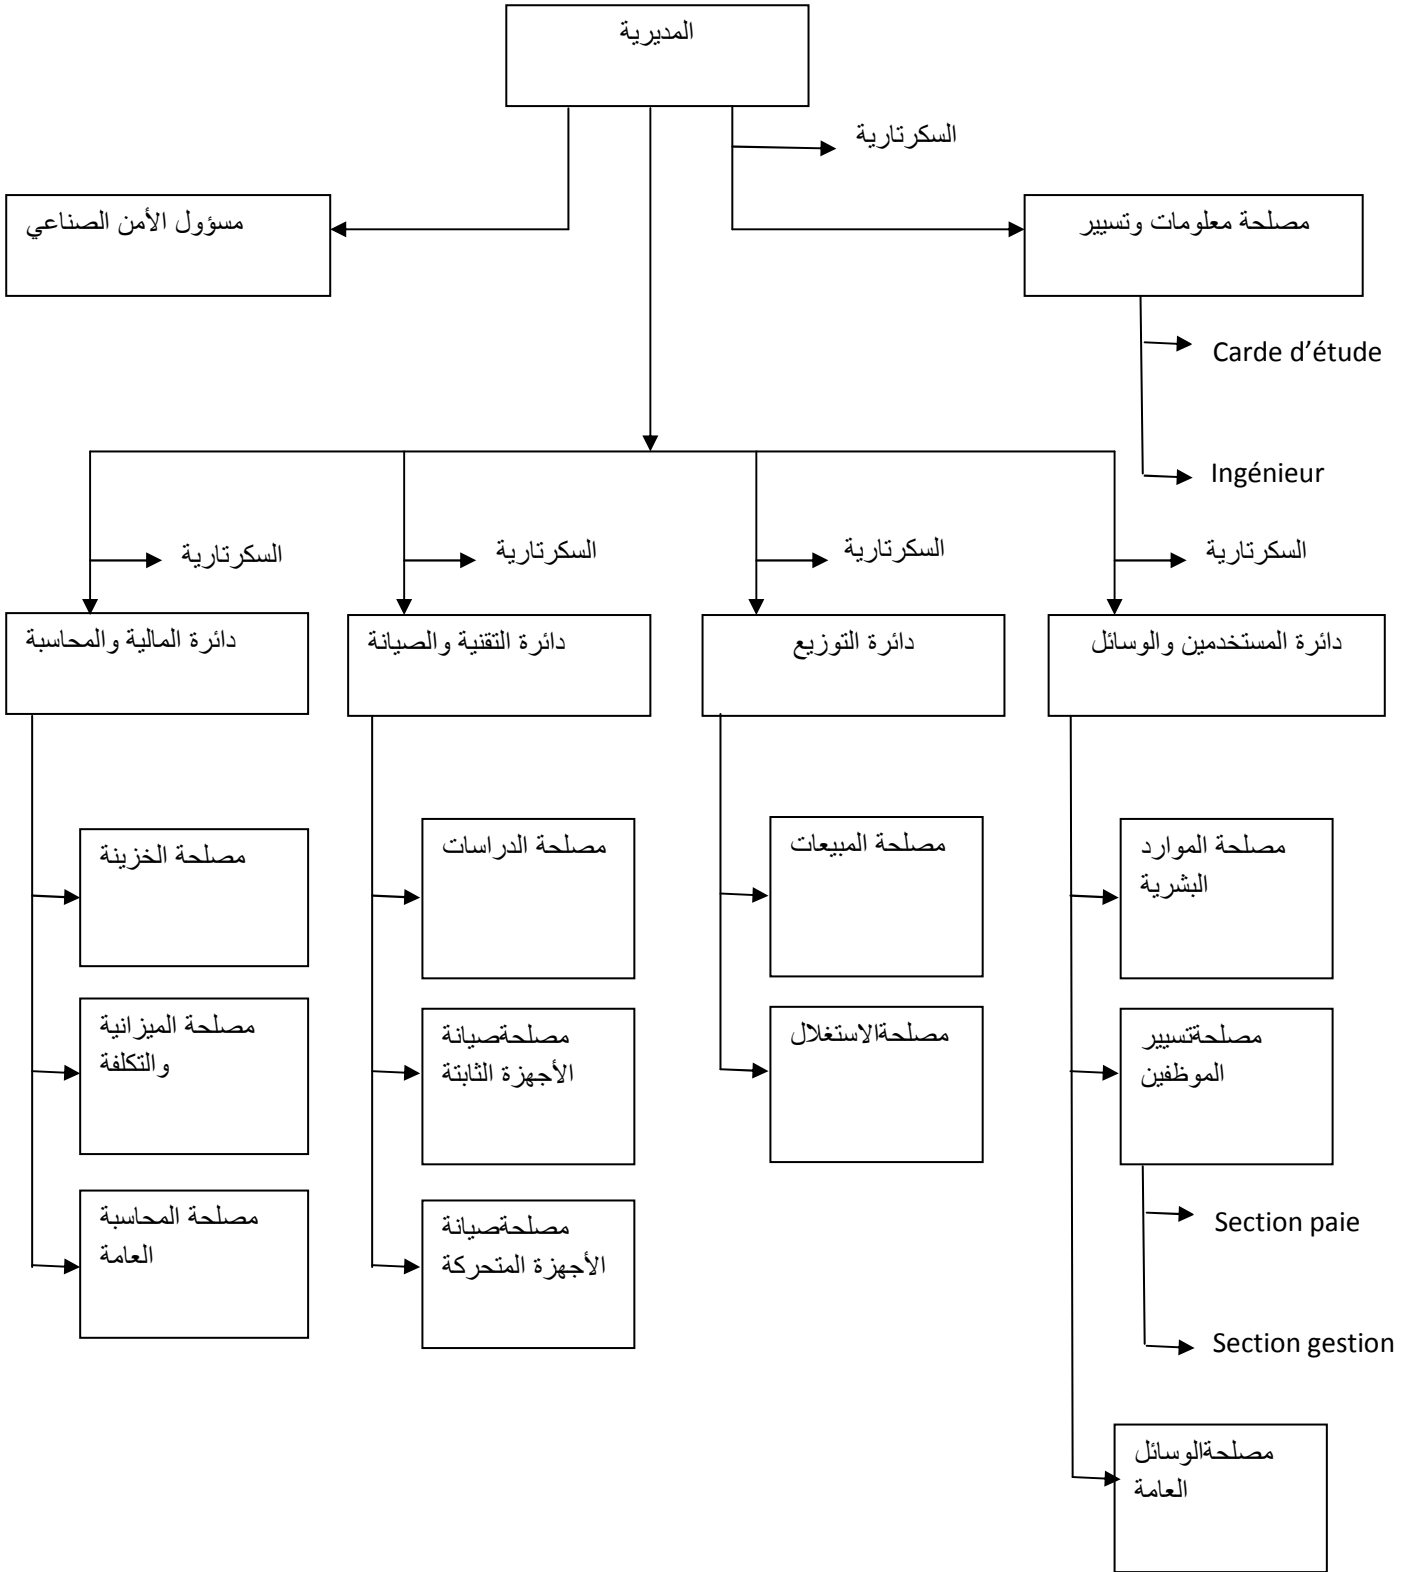 المديرية
السكرتارية
مصلحة معلومات وتسيير
مسؤول الأمن الصناعي
Carde d'étude
Ingénieur
السكرتارية
السكرتارية
السكرتارية
السكرتارية
دائرة المستخدمين والوسائل
دائرة التوزيع
دائرة التقنية والصيانة
دائرة المالية والمحاسبة
مصلحة الموارد
البشرية
مصلحة المبيعات
مصلحة الدراسات
مصلحة الخزينة
مصلحةتسيير
الموظفين
مصلحةالاستغلال
مصلحةصيانة
الأجهزة الثابتة
مصلحة الميزانية
والتكلفة
Section paie
Section gestion
مصلحةصيانة
الأجهزة المتحركة
مصلحة المحاسبة
العامة
مصلحةالوسائل
العامة